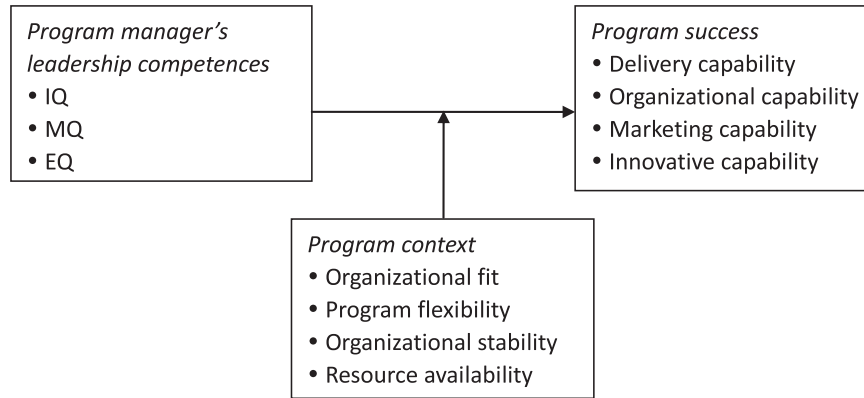 Program manager’s
leadership competences
• IQ
• MQ
• EQ
Program success
• Delivery capability
• Organizational capability
• Marketing capability
• Innovative capability
Program context
• Organizational fit
• Program flexibility
• Organizational stability
• Resource availability